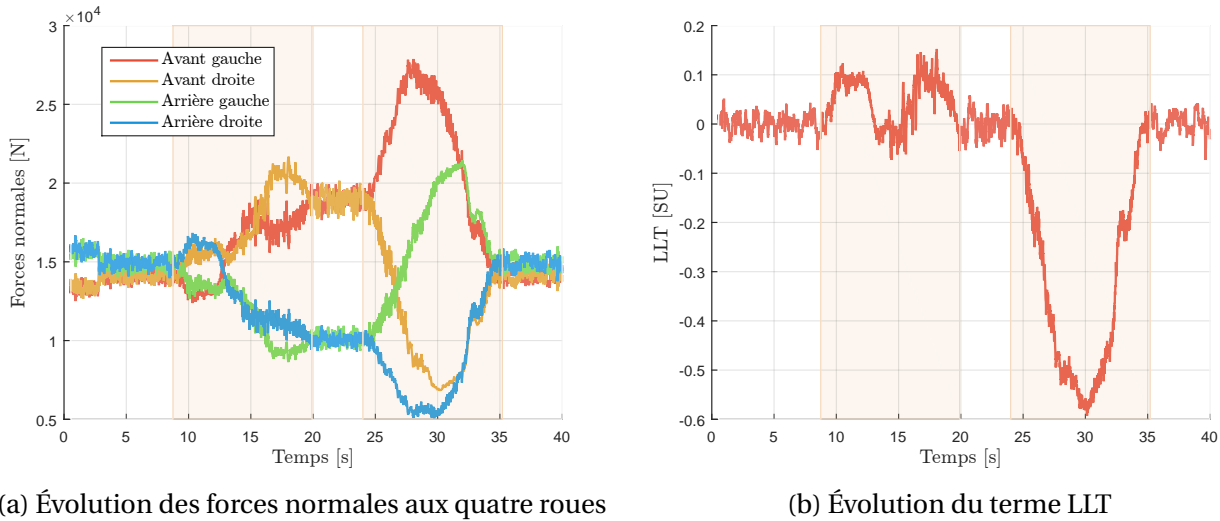 ×10⁴
3
2.5
2
1.5
1
0.5
Forces normales [N]
Avant gauche
Avant droite
Arrière gauche
Arrière droite
0 5 10 15 20 25 30 35 40
Temps [s]
(a) Évolution des forces normales aux quatre roues
0.2
0.1
0
-0.1
-0.2
-0.3
-0.4
-0.5
-0.6
LLT [SU]
0 5 10 15 20 25 30 35 40
Temps [s]
(b) Évolution du terme LLT